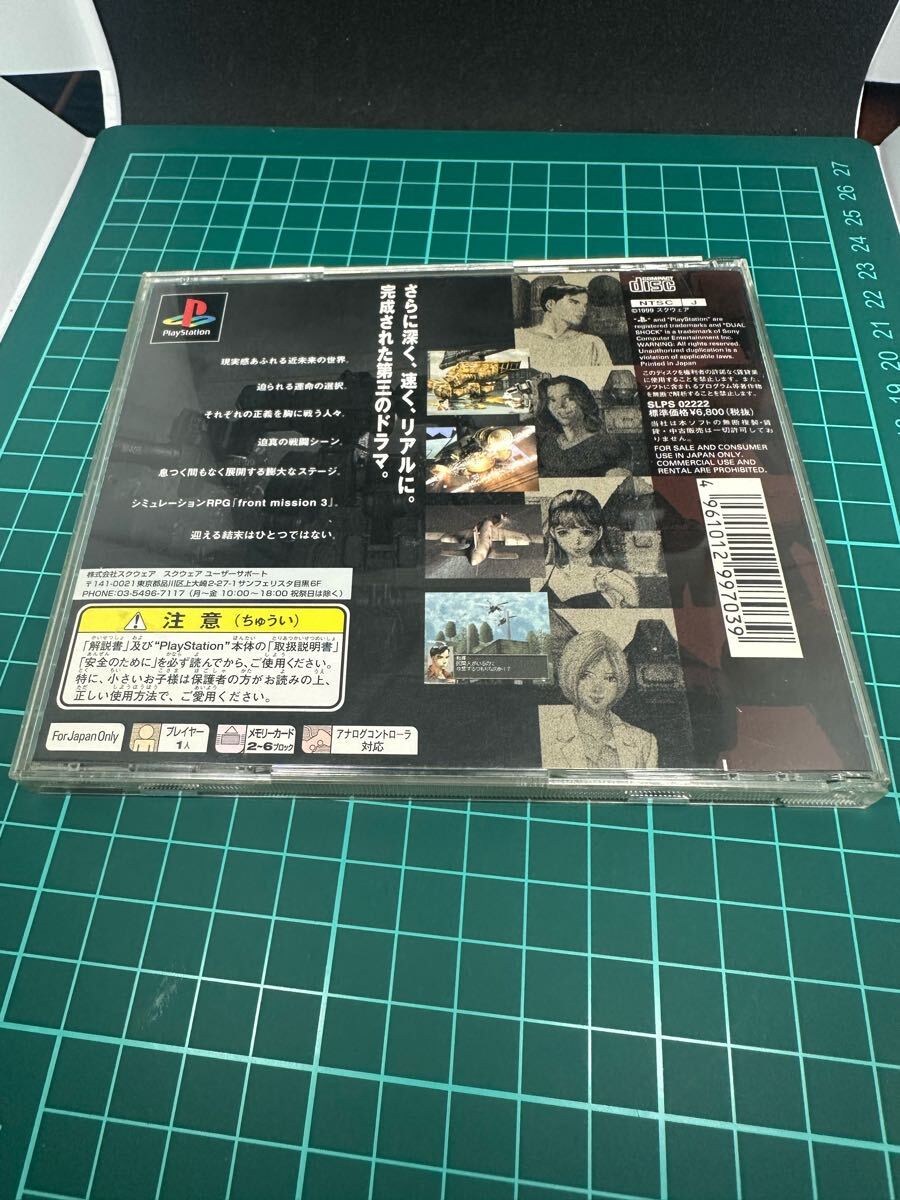 PlayStation
現実感あふれる近未来の世界。
迫られる運命の選択。
それぞれの正義を胸に戦う人々。
迫真の戦闘シーン。
息つく間もなく展開する膨大なステージ。
シミュレーションRPG「front mission 3」。
迎える結末はひとつではない。
さらに深く、速く、リアルに。
完成された第三のドラマ。
COMPACT
disc
NTSC J
©1999 スクウェア
" " and "PlayStation" are
registered trademarks and "DUAL
SHOCK" is a trademark of Sony
Computer Entertainment Inc.
WARNING: All rights reserved.
Unauthorized duplication is a
violation of applicable laws.
Printed in Japan
このディスクを権利者の許諾なく賃貸業
に使用することを禁止します。また、
ソフトに含まれるプログラム等著作物
を無断で解析することを禁止します。
SLPS 02222
標準価格¥6,800(税抜)
当社は本ソフトの無断複製・賃
貸・中古販売は一切許可してお
りません。
FOR SALE AND CONSUMER
USE IN JAPAN ONLY.
COMMERCIAL USE AND
RENTAL ARE PROHIBITED.
4961012997039
株式会社スクウェア スクウェア ユーザーサポート
〒141-0021 東京都品川区上大崎2-27-1サンフェリスタ目黒6F
PHONE:03-5496-7117 (月〜金 10:00〜18:00 祝祭日は除く)
注意(ちゅうい)
「解説書」及び"PlayStation"本体の「取扱説明書」
「安全のために」を必ず読んでから、ご使用ください。
特に、小さいお子様は保護者の方がお読みの上、
正しい使用方法で、ご愛用ください。
For Japan Only
プレイヤー
1人
メモリーカード
2~6ブロック
アナログコントローラ
対応
27
26
25
24
23
22
21
20
19